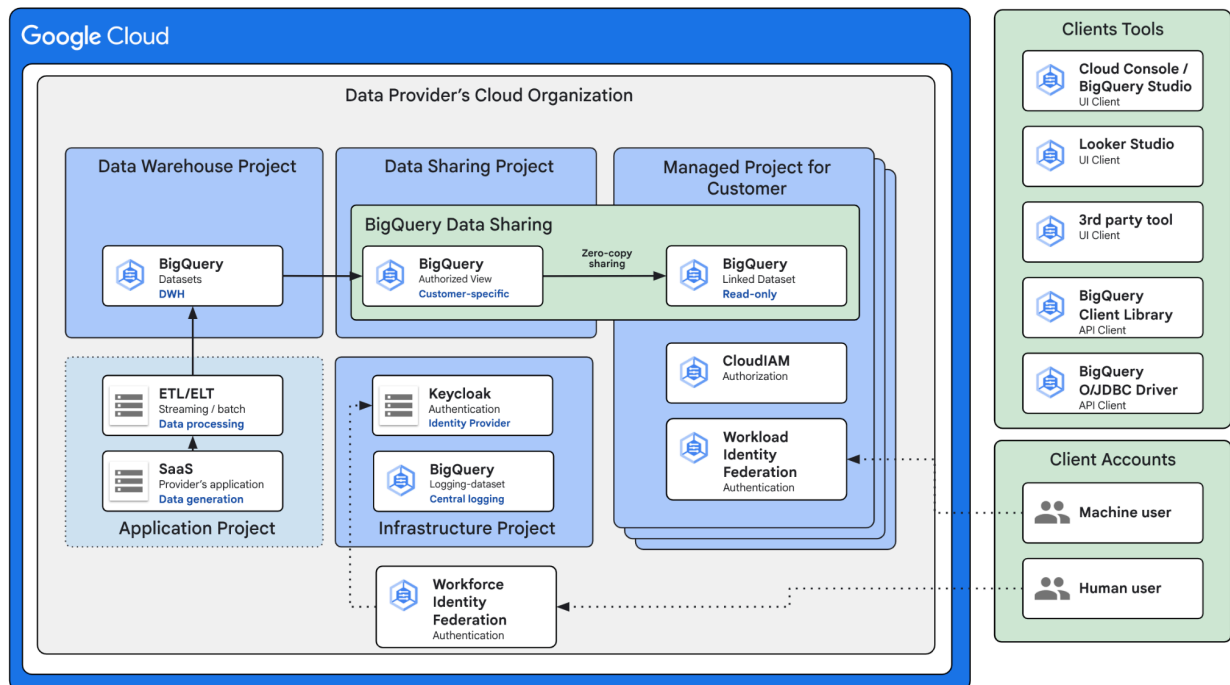 Google Cloud
Data Provider's Cloud Organization
Data Warehouse Project
BigQuery
Datasets
DWH
Data Sharing Project
BigQuery Data Sharing
BigQuery
Authorized View
Customer-specific
Zero-copy
sharing
Managed Project for
Customer
BigQuery
Linked Dataset
Read-only
CloudIAM
Authorization
Workload
Identity
Federation
Authentication
ETL/ELT
Streaming / batch
Data processing
SaaS
Provider's application
Data generation
Application Project
Keycloak
Authentication
Identity Provider
BigQuery
Logging-dataset
Central logging
Infrastructure Project
Workforce
Identity
Federation
Authentication
Clients Tools
Cloud Console /
BigQuery Studio
UI Client
Looker Studio
UI Client
3rd party tool
UI Client
BigQuery
Client Library
API Client
BigQuery
O/JDBC Driver
API Client
Client Accounts
Machine user
Human user